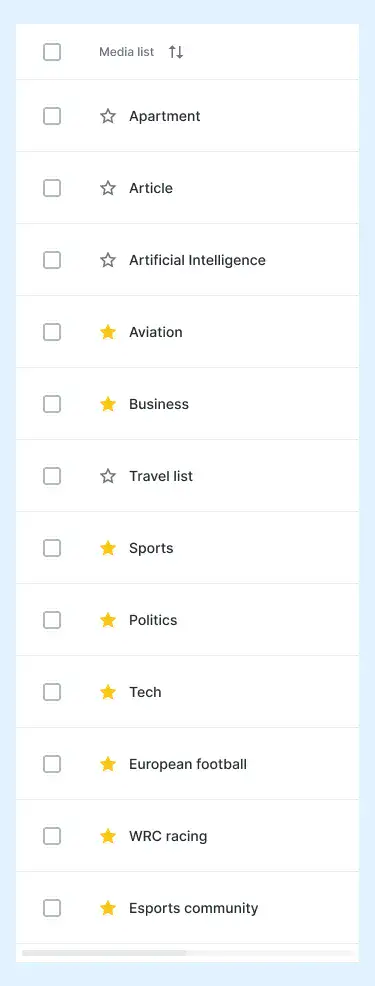 Media list
Apartment
Article
Artificial Intelligence
Aviation
Business
Travel list
Sports
Politics
Tech
European football
WRC racing
Esports community